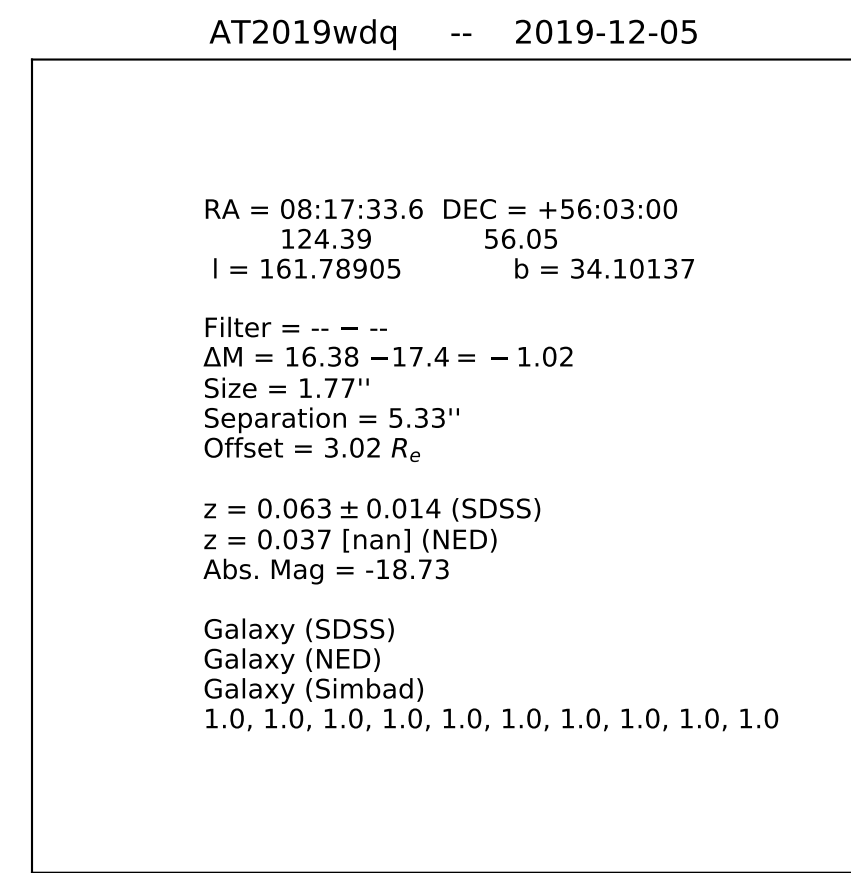 AT2019wdq -- 2019-12-05
RA = 08:17:33.6 DEC = +56:03:00
124.39 56.05
l = 161.78905 b = 34.10137
Filter = -- − --
ΔM = 16.38 −17.4 = − 1.02
Size = 1.77''
Separation = 5.33''
Offset = 3.02 Rₑ
z = 0.063 ± 0.014 (SDSS)
z = 0.037 [nan] (NED)
Abs. Mag = -18.73
Galaxy (SDSS)
Galaxy (NED)
Galaxy (Simbad)
1.0, 1.0, 1.0, 1.0, 1.0, 1.0, 1.0, 1.0, 1.0, 1.0